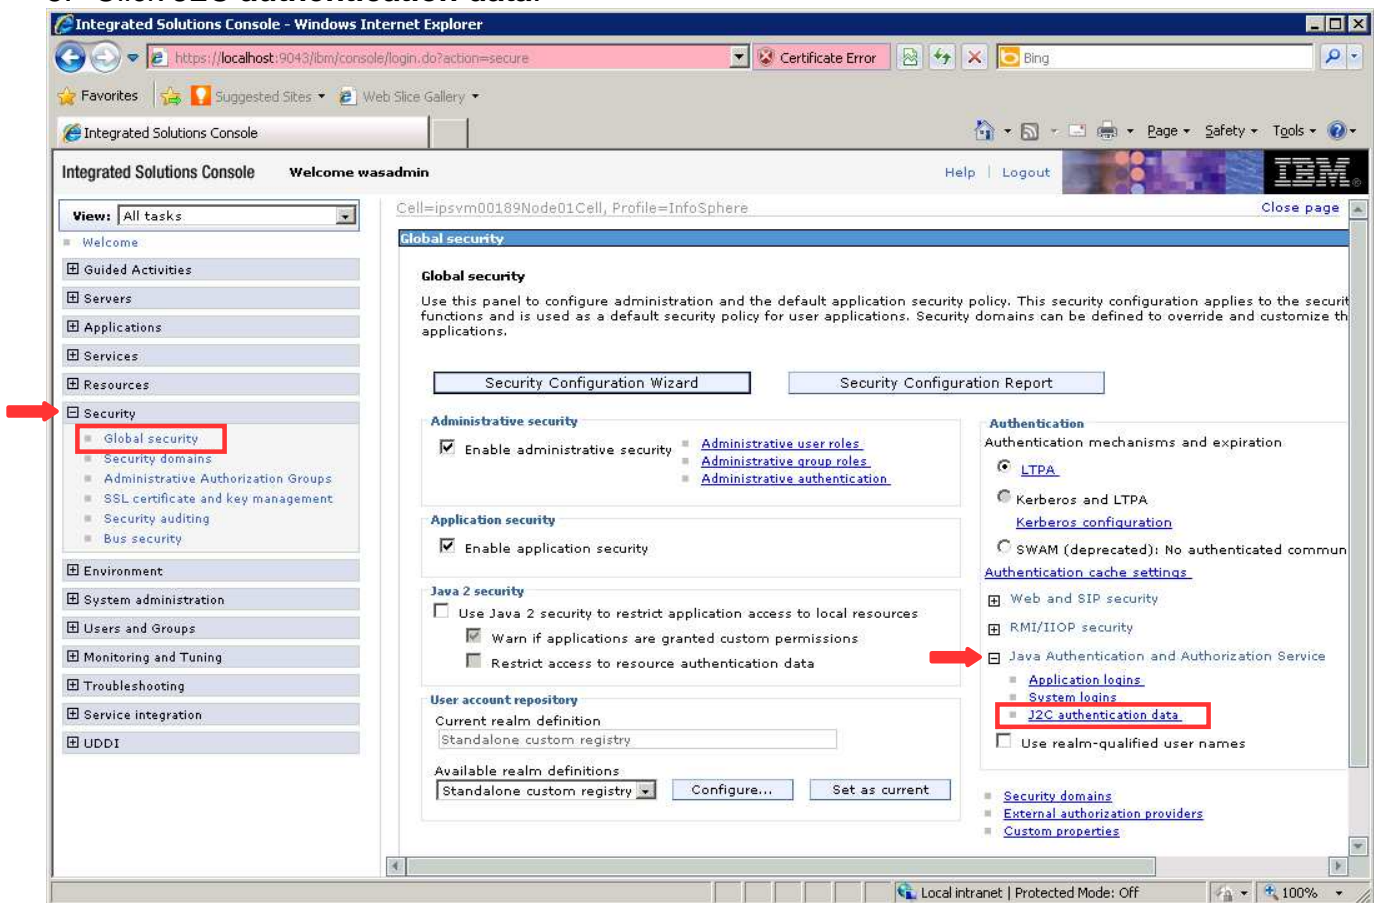 Click J2C authentication data.
Integrated Solutions Console - Windows Internet Explorer
https://localhost:9043/ibm/console/login.do?action=secure
Certificate Error
Bing
Favorites
Suggested Sites
Web Slice Gallery
Integrated Solutions Console
Page
Safety
Tools
Integrated Solutions Console
Welcome wasadmin
Help
Logout
IBM®
View: All tasks
Welcome
Guided Activities
Servers
Applications
Services
Resources
Security
Global security
Security domains
Administrative Authorization Groups
SSL certificate and key management
Security auditing
Bus security
Environment
System administration
Users and Groups
Monitoring and Tuning
Troubleshooting
Service integration
UDDI
Cell=ipsvm00189Node01Cell, Profile=InfoSphere
Close page
Global security
Global security
Use this panel to configure administration and the default application security policy. This security configuration applies to the securit
functions and is used as a default security policy for user applications. Security domains can be defined to override and customize th
applications.
Security Configuration Wizard
Security Configuration Report
Administrative security
Enable administrative security
Administrative user roles
Administrative group roles
Administrative authentication
Application security
Enable application security
Java 2 security
Use Java 2 security to restrict application access to local resources
Warn if applications are granted custom permissions
Restrict access to resource authentication data
User account repository
Current realm definition
Standalone custom registry
Available realm definitions
Standalone custom registry
Configure...
Set as current
Authentication
Authentication mechanisms and expiration
LTPA
Kerberos and LTPA
Kerberos configuration
SWAM (deprecated): No authenticated commun
Authentication cache settings
Web and SIP security
RMI/IIOP security
Java Authentication and Authorization Service
Application logins
System logins
J2C authentication data
Use realm-qualified user names
Security domains
External authorization providers
Custom properties
Local intranet | Protected Mode: Off
100%